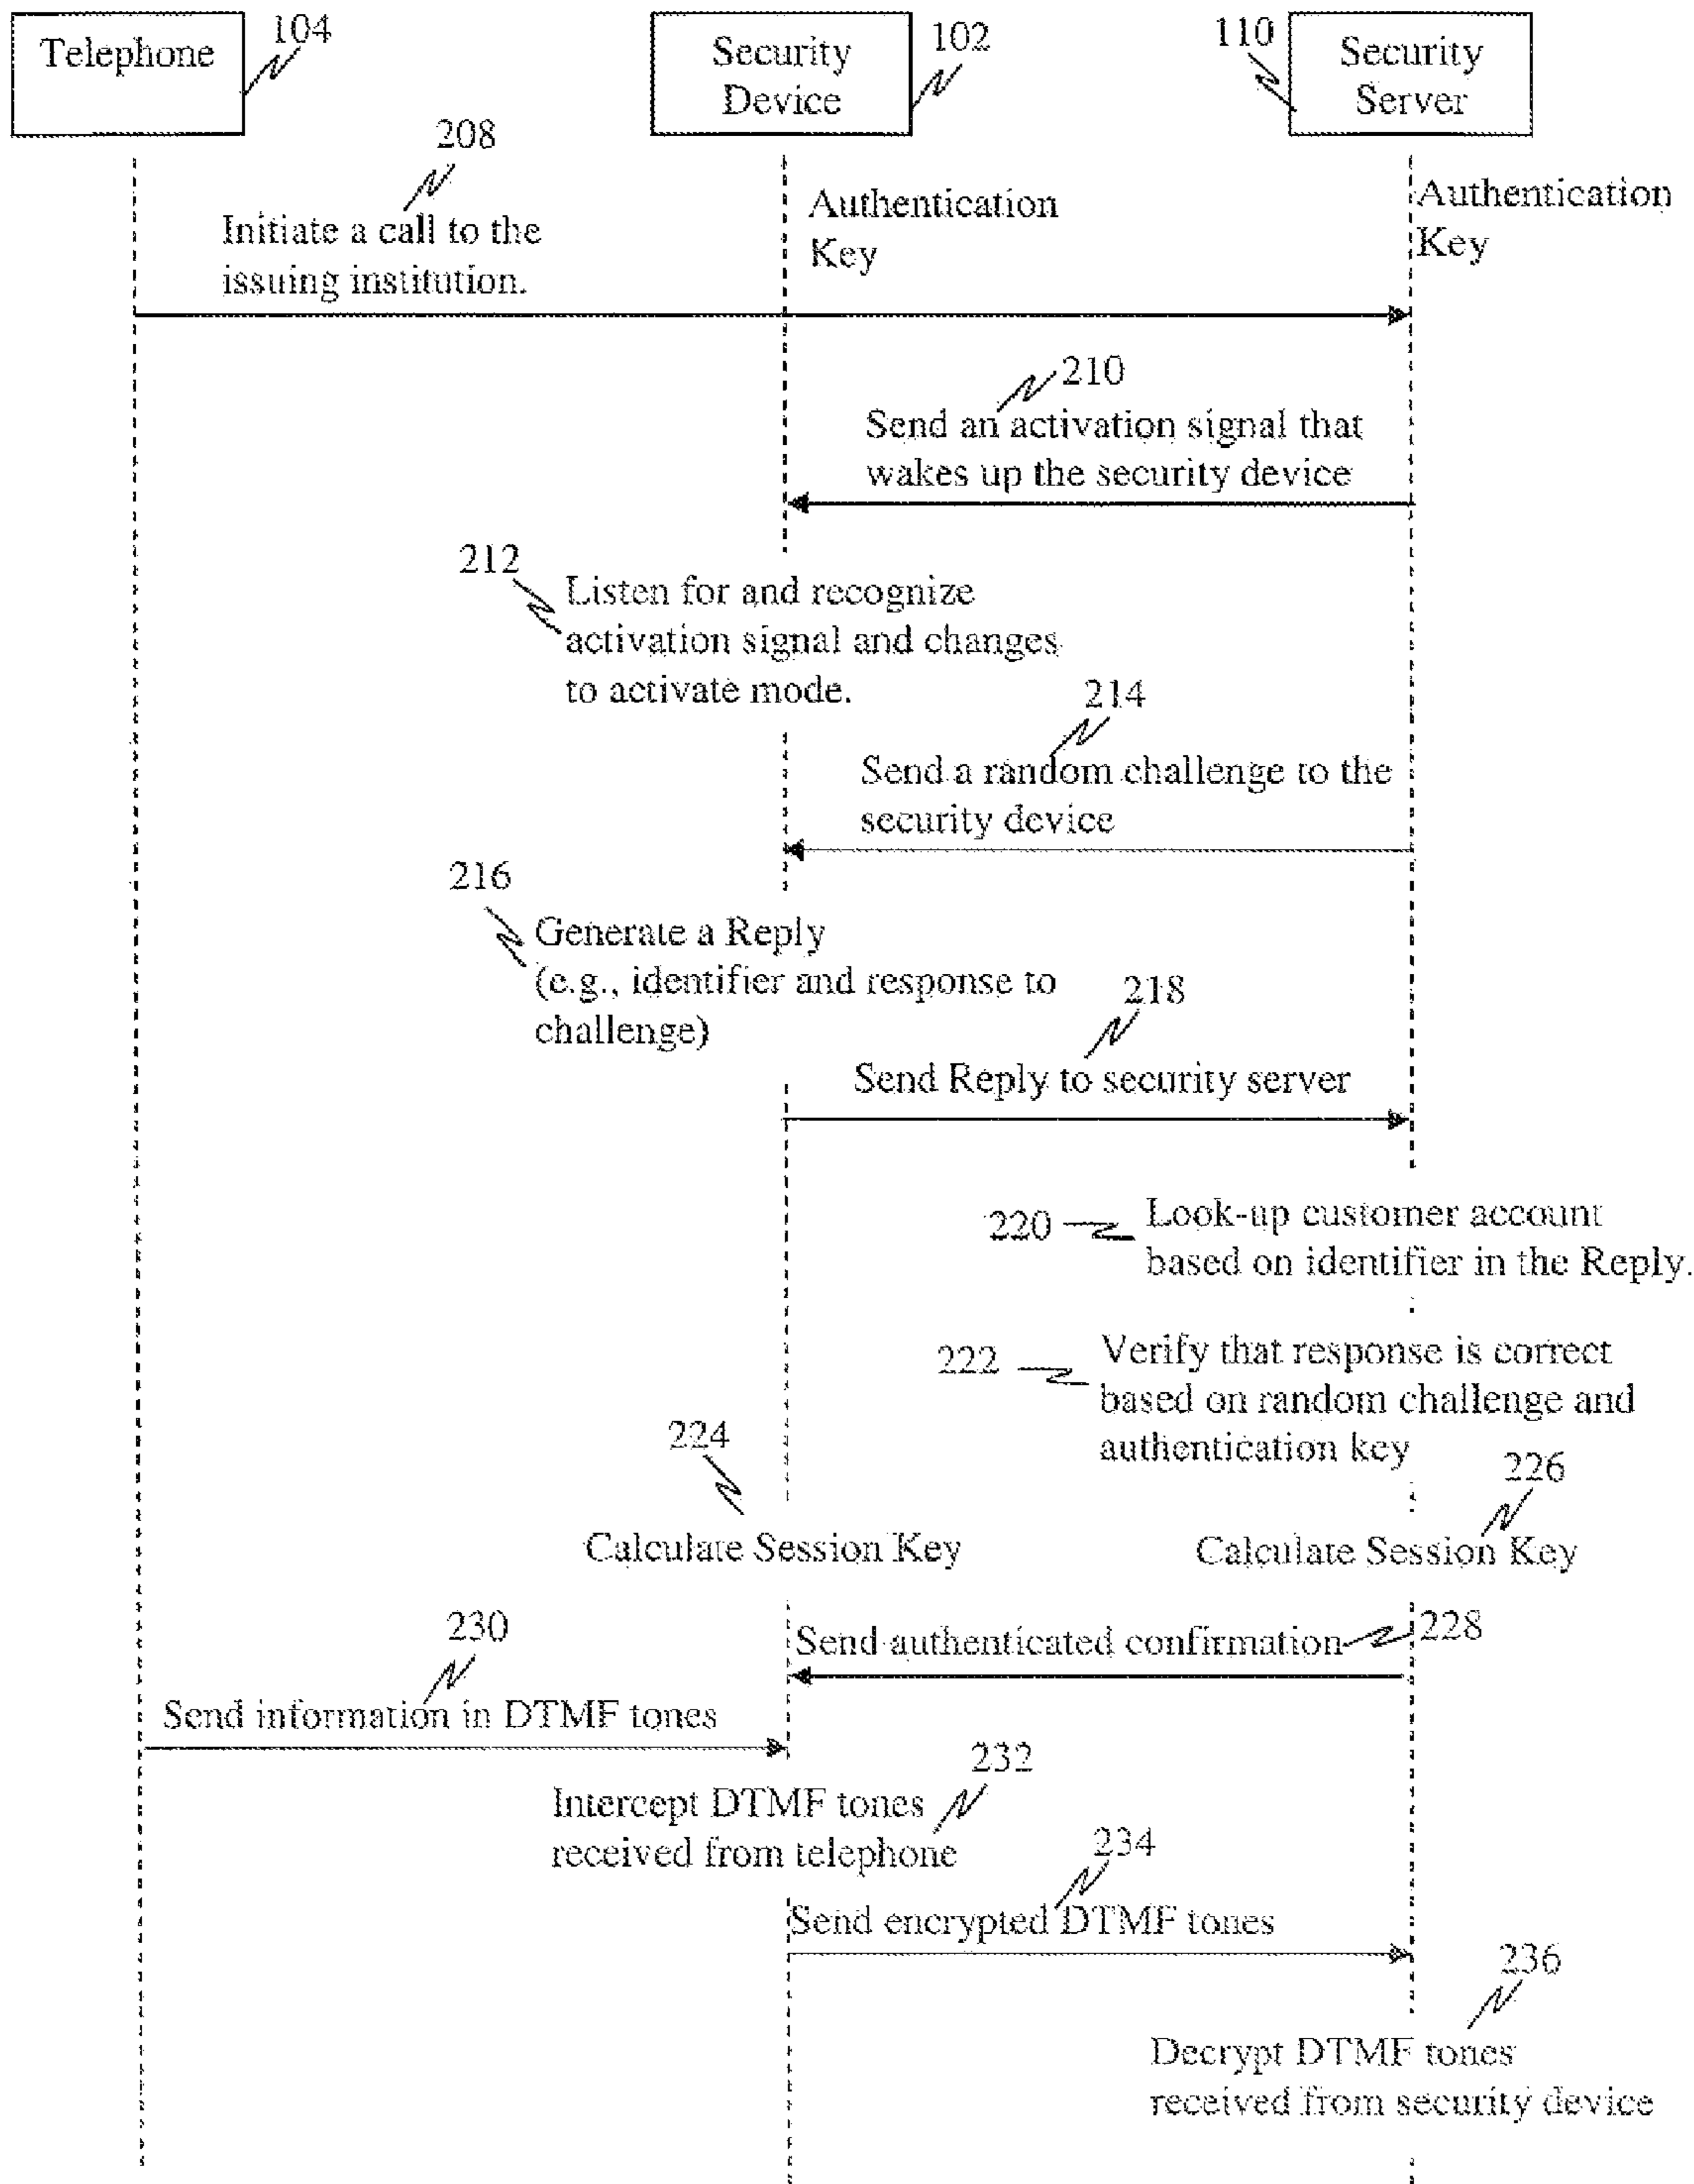 Telephone
104
Security
Device
102
110
Security
Server
208
Initiate a call to the
issuing institution.
Authentication
Key
Authentication
Key
210
Send an activation signal that
wakes up the security device
212
Listen for and recognize
activation signal and changes
to activate mode.
214
Send a random challenge to the
security device
216
Generate a Reply
(e.g., identifier and response to
challenge)
218
Send Reply to security server
220
Look-up customer account
based on identifier in the Reply.
222
Verify that response is correct
based on random challenge and
authentication key
224
226
Calculate Session Key
Calculate Session Key
228
Send authenticated confirmation
230
Send information in DTMF tones
232
Intercept DTMF tones
received from telephone
234
Send encrypted DTMF tones
236
Decrypt DTMF tones
received from security device